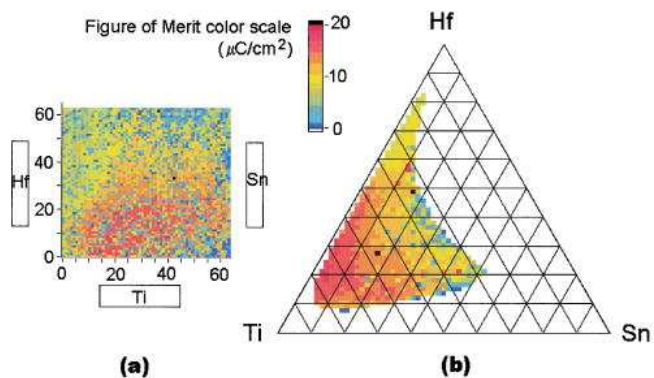 Figure of Merit color scale
(μC/cm²)
20
10
0
Hf
60
40
20
0
0 20 40 60
Hf
Sn
Ti
Ti
Sn
(a)
(b)